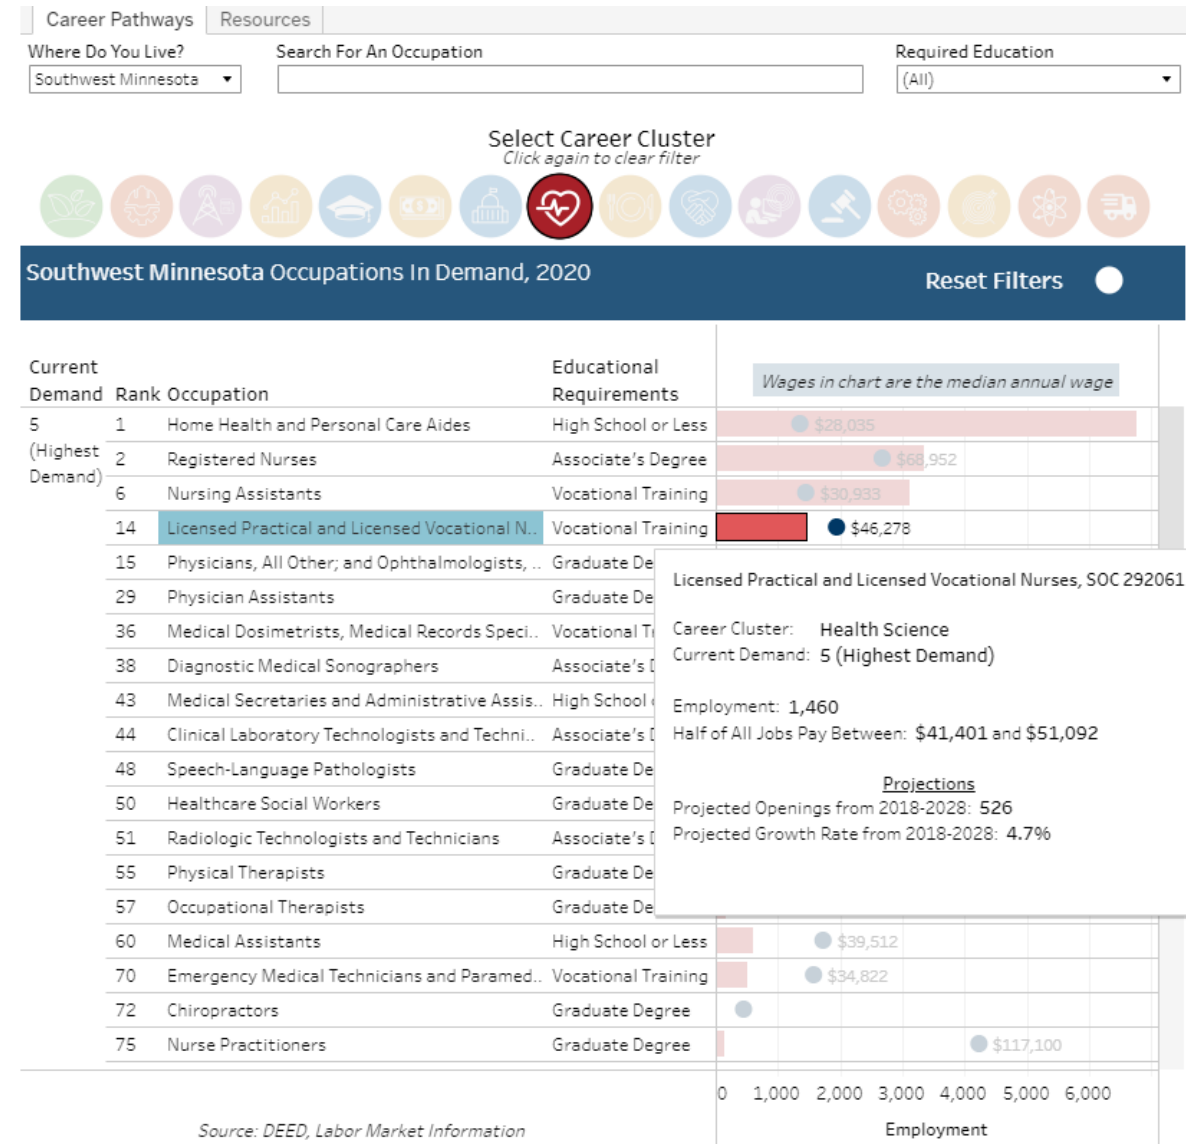 Career Pathways Resources
Where Do You Live? Search For An Occupation Required Education
Southwest Minnesota (All)
Select Career Cluster
Click again to clear filter
Southwest Minnesota Occupations In Demand, 2020
Reset Filters
Current Demand Rank Occupation Educational Requirements
Wages in chart are the median annual wage
5 (Highest Demand)
1 Home Health and Personal Care Aides High School or Less $28,035
2 Registered Nurses Associate's Degree $68,952
6 Nursing Assistants Vocational Training $30,933
14 Licensed Practical and Licensed Vocational N.. Vocational Training $46,278
15 Physicians, All Other; and Ophthalmologists, .. Graduate De
29 Physician Assistants Graduate De
36 Medical Dosimetrists, Medical Records Speci.. Vocational T
38 Diagnostic Medical Sonographers Associate's
43 Medical Secretaries and Administrative Assis.. High School
44 Clinical Laboratory Technologists and Techni.. Associate's
48 Speech-Language Pathologists Graduate De
50 Healthcare Social Workers Graduate De
51 Radiologic Technologists and Technicians Associate's
55 Physical Therapists Graduate De
57 Occupational Therapists Graduate De
60 Medical Assistants High School or Less $39,512
70 Emergency Medical Technicians and Paramed.. Vocational Training $34,822
72 Chiropractors Graduate Degree
75 Nurse Practitioners Graduate Degree $117,100
Licensed Practical and Licensed Vocational Nurses, SOC 292061
Career Cluster: Health Science
Current Demand: 5 (Highest Demand)
Employment: 1,460
Half of All Jobs Pay Between: $41,401 and $51,092
Projections
Projected Openings from 2018-2028: 526
Projected Growth Rate from 2018-2028: 4.7%
0 1,000 2,000 3,000 4,000 5,000 6,000
Employment
Source: DEED, Labor Market Information